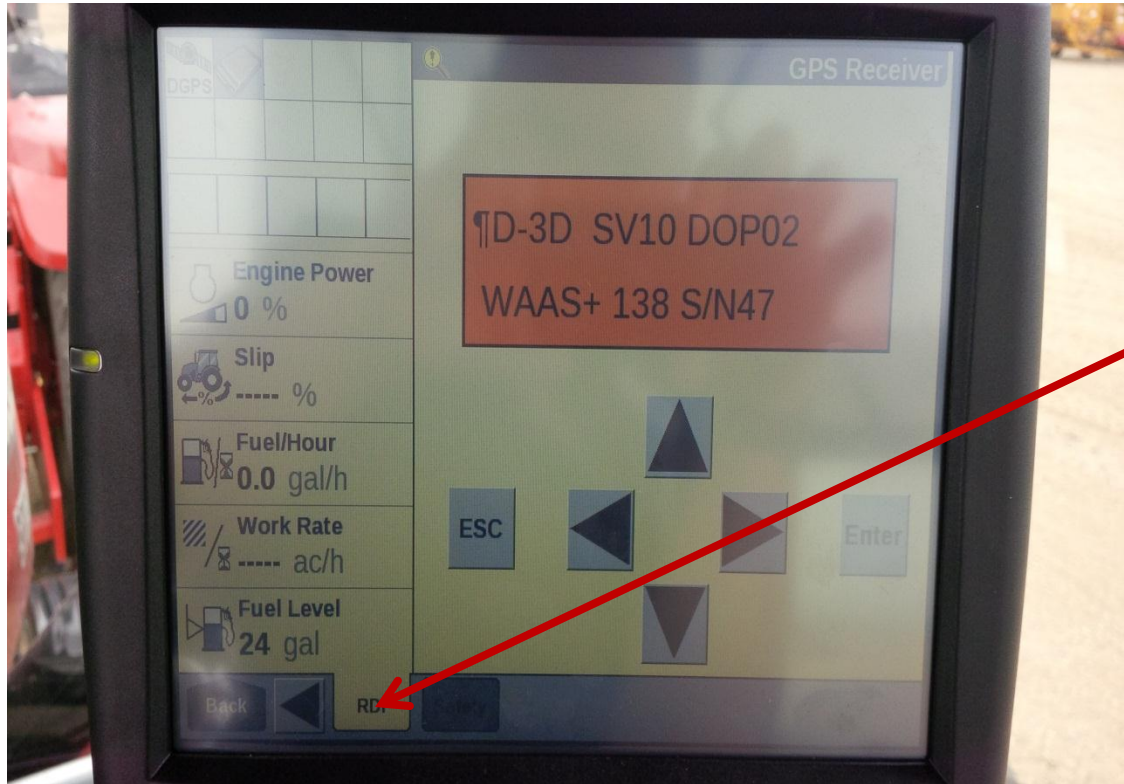 DGPS
GPS Receiver
¶D-3D SV10 DOP02
WAAS+ 138 S/N47
Engine Power
0 %
Slip
----- %
Fuel/Hour
0.0 gal/h
Work Rate
----- ac/h
Fuel Level
24 gal
ESC
Enter
Back